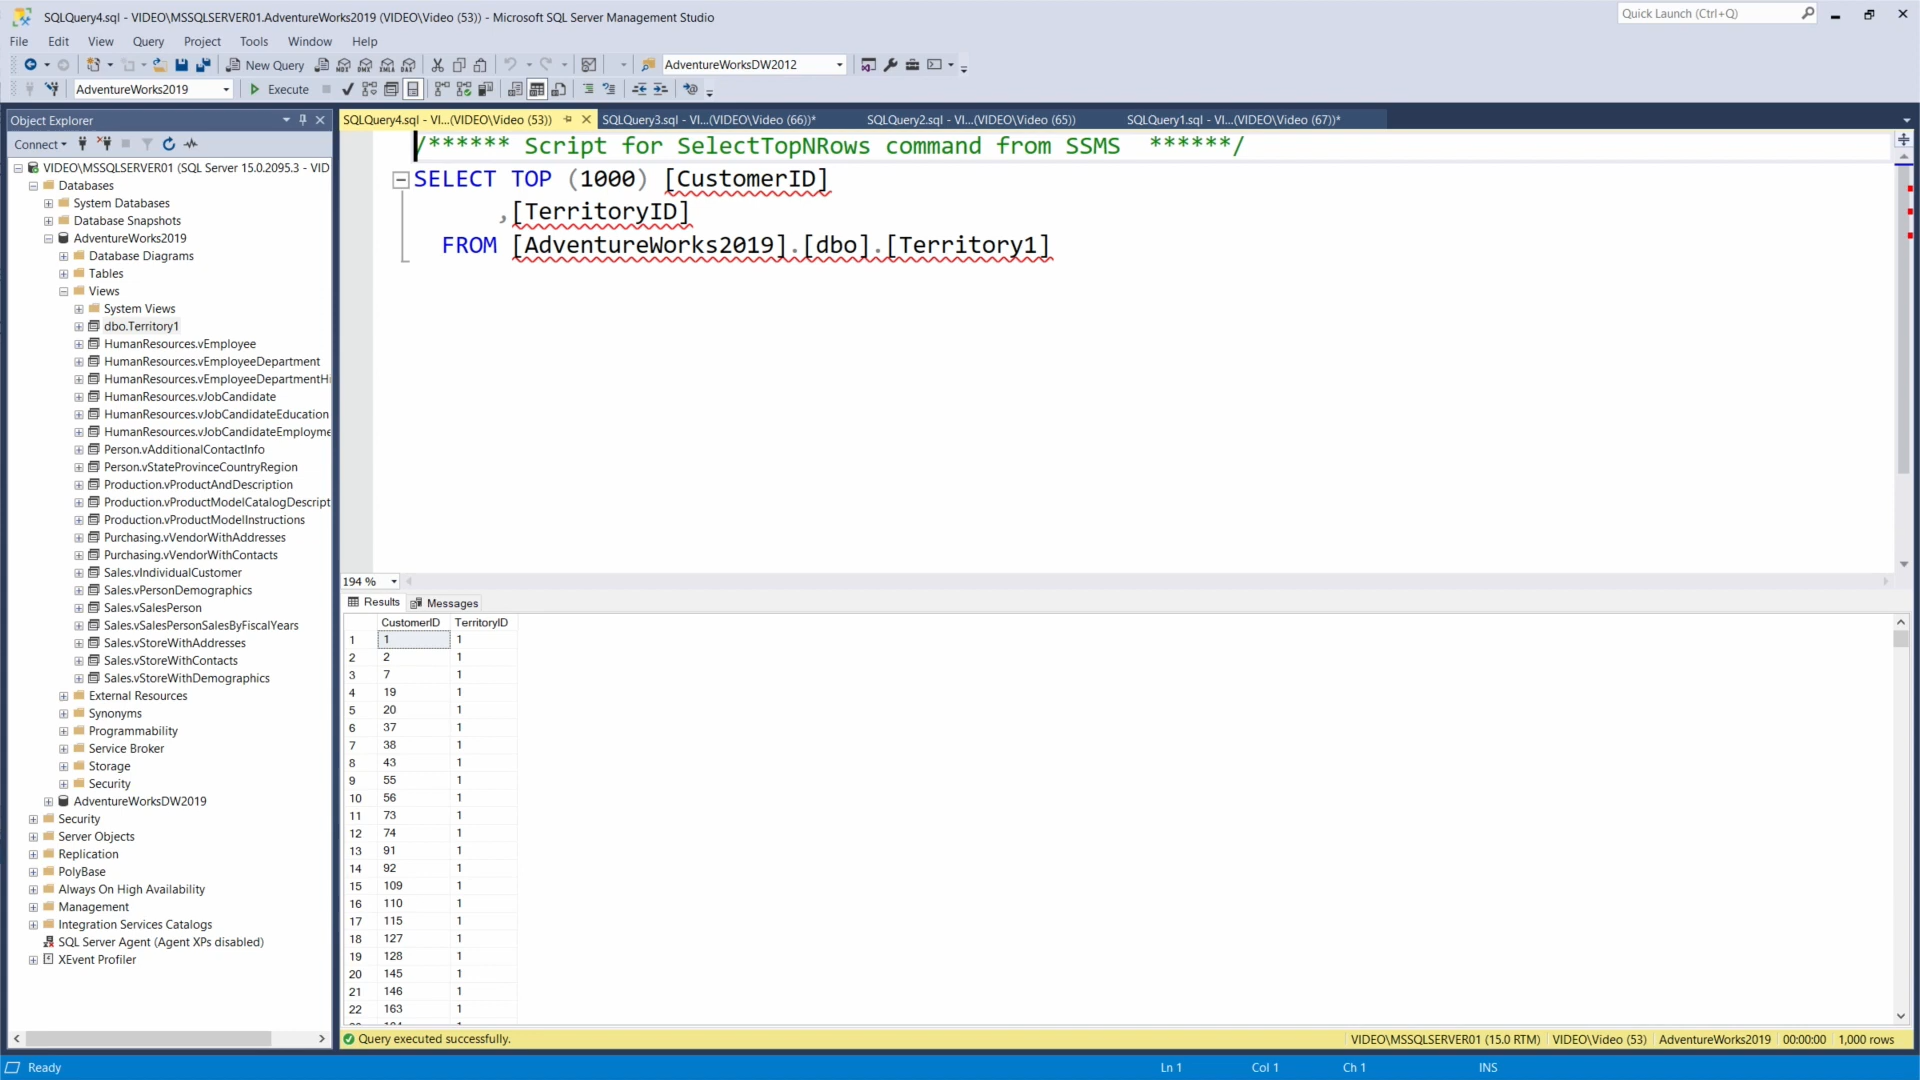 SQLQuery4.sql - VIDEO\MSSQLSERVER01.AdventureWorks2019 (VIDEO\Video (53)) - Microsoft SQL Server Management Studio
Quick Launch (Ctrl+Q)
File Edit View Query Project Tools Window Help
New Query MDX DMX XMLA DAX AdventureWorksDW2012
AdventureWorks2019 Execute
Object Explorer
Connect
VIDEO\MSSQLSERVER01 (SQL Server 15.0.2095.3 - VID
Databases
System Databases
Database Snapshots
AdventureWorks2019
Database Diagrams
Tables
Views
System Views
dbo.Territory1
HumanResources.vEmployee
HumanResources.vEmployeeDepartment
HumanResources.vEmployeeDepartmentHi
HumanResources.vJobCandidate
HumanResources.vJobCandidateEducation
HumanResources.vJobCandidateEmployme
Person.vAdditionalContactInfo
Person.vStateProvinceCountryRegion
Production.vProductAndDescription
Production.vProductModelCatalogDescript
Production.vProductModelInstructions
Purchasing.vVendorWithAddresses
Purchasing.vVendorWithContacts
Sales.vIndividualCustomer
Sales.vPersonDemographics
Sales.vSalesPerson
Sales.vSalesPersonSalesByFiscalYears
Sales.vStoreWithAddresses
Sales.vStoreWithContacts
Sales.vStoreWithDemographics
External Resources
Synonyms
Programmability
Service Broker
Storage
Security
AdventureWorksDW2019
Security
Server Objects
Replication
PolyBase
Always On High Availability
Management
Integration Services Catalogs
SQL Server Agent (Agent XPs disabled)
XEvent Profiler
SQLQuery4.sql - VI...(VIDEO\Video (53)) SQLQuery3.sql - VI...(VIDEO\Video (66))* SQLQuery2.sql - VI...(VIDEO\Video (65)) SQLQuery1.sql - VI...(VIDEO\Video (67))*
/****** Script for SelectTopNRows command from SSMS ******/
SELECT TOP (1000) [CustomerID]
,[TerritoryID]
FROM [AdventureWorks2019].[dbo].[Territory1]
194 %
Results Messages
CustomerID TerritoryID
1 1 1
2 2 1
3 7 1
4 19 1
5 20 1
6 37 1
7 38 1
8 43 1
9 55 1
10 56 1
11 73 1
12 74 1
13 91 1
14 92 1
15 109 1
16 110 1
17 115 1
18 127 1
19 128 1
20 145 1
21 146 1
22 163 1
Query executed successfully.
VIDEO\MSSQLSERVER01 (15.0 RTM) VIDEO\Video (53) AdventureWorks2019 00:00:00 1,000 rows
Ready Ln 1 Col 1 Ch 1 INS